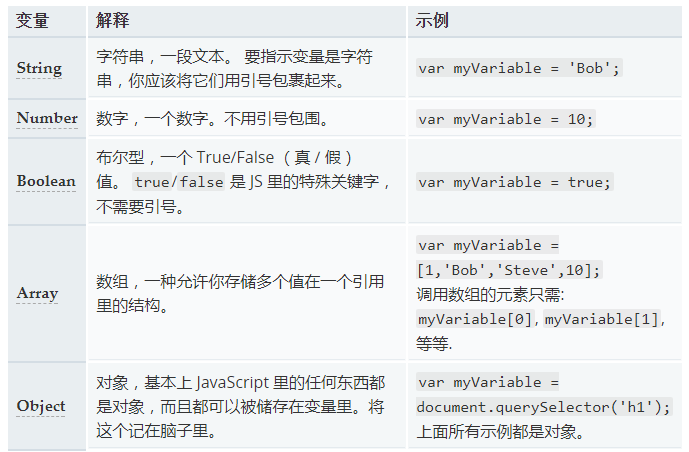 变量 解释 示例
String
字符串，一段文本。 要指示变量是字符
串，你应该将它们用引号包裹起来。
var myVariable = 'Bob';
Number 数字，一个数字。不用引号包围。 var myVariable = 10;
Boolean
布尔型，一个 True/False （ 真 / 假 ）
值。 true/false 是 JS 里的特殊关键字，
不需要引号。
var myVariable = true;
Array
数组，一种允许你存储多个值在一个引用
里的结构。
var myVariable =
[1,'Bob','Steve',10];
调用数组的元素只需:
myVariable[0], myVariable[1],
等等.
Object
对象，基本上 JavaScript 里的任何东西都
是对象，而且都可以被储存在变量里。将
这个记在脑子里。
var myVariable =
document.querySelector('h1');
上面所有示例都是对象。